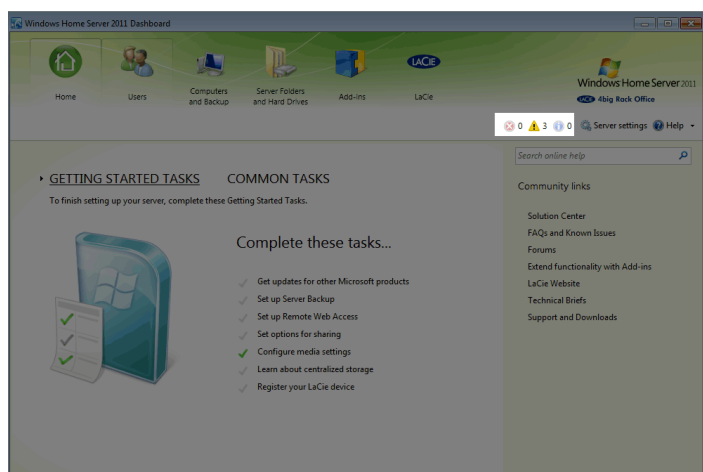 Windows Home Server 2011 Dashboard
Home
Users
Computers
and Backup
Server Folders
and Hard Drives
Add-ins
LACIE
LaCie
Windows Home Server 2011
LACIE 4big Rack Office
0 3 0 Server settings Help
Search online help
GETTING STARTED TASKS COMMON TASKS
To finish setting up your server, complete these Getting Started Tasks.
Complete these tasks...
Get updates for other Microsoft products
Set up Server Backup
Set up Remote Web Access
Set options for sharing
Configure media settings
Learn about centralized storage
Register your LaCie device
Community links
Solution Center
FAQs and Known Issues
Forums
Extend functionality with Add-ins
LaCie Website
Technical Briefs
Support and Downloads